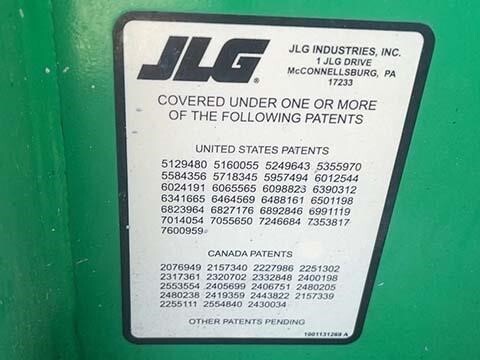 JLG
JLG INDUSTRIES, INC.
1 JLG DRIVE
McCONNELLSBURG, PA
17233
COVERED UNDER ONE OR MORE
OF THE FOLLOWING PATENTS
UNITED STATES PATENTS
5129480 5160055 5249643 5355970
5584356 5718345 5957494 6012544
6024191 6065565 6098823 6390312
6341665 6464569 6488161 6501198
6823964 6827176 6892846 6991119
7014054 7055650 7246684 7353817
7600959
CANADA PATENTS
2076949 2157340 2227986 2251302
2317361 2320702 2332848 2400198
2553554 2405699 2406751 2480205
2480238 2419359 2443822 2157339
2255111 2554840 2430034
OTHER PATENTS PENDING
1001131269 A